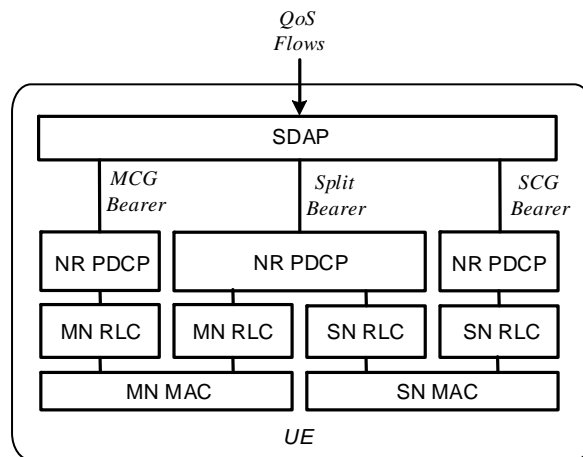 QoS
Flows
SDAP
MCG
Bearer
Split
Bearer
SCG
Bearer
NR PDCP
NR PDCP
NR PDCP
MN RLC
MN RLC
SN RLC
SN RLC
MN MAC
SN MAC
UE